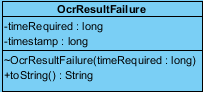 OcrResultFailure
-timeRequired : long
-timestamp : long
~OcrResultFailure(timeRequired : long)
+toString() : String